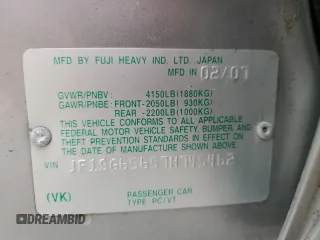 MFD BY FUJI HEAVY IND. LTD. JAPAN
MFD IN 02/07
GVWR/PNBV: 4150LB(1880KG)
GAWR/PNBE: FRONT-2050LB( 930KG)
REAR -2200LB(1000KG)
THIS VEHICLE CONFORMS TO ALL APPLICABLE
FEDERAL MOTOR VEHICLE SAFETY, BUMPER, AND
THEFT PREVENTION STANDARDS IN EFFECT ON
THE DATE OF MANUFACTURE SHOWN ABOVE.
VIN
(VK) PASSENGER CAR
TYPE PC/VT
DREAMBID